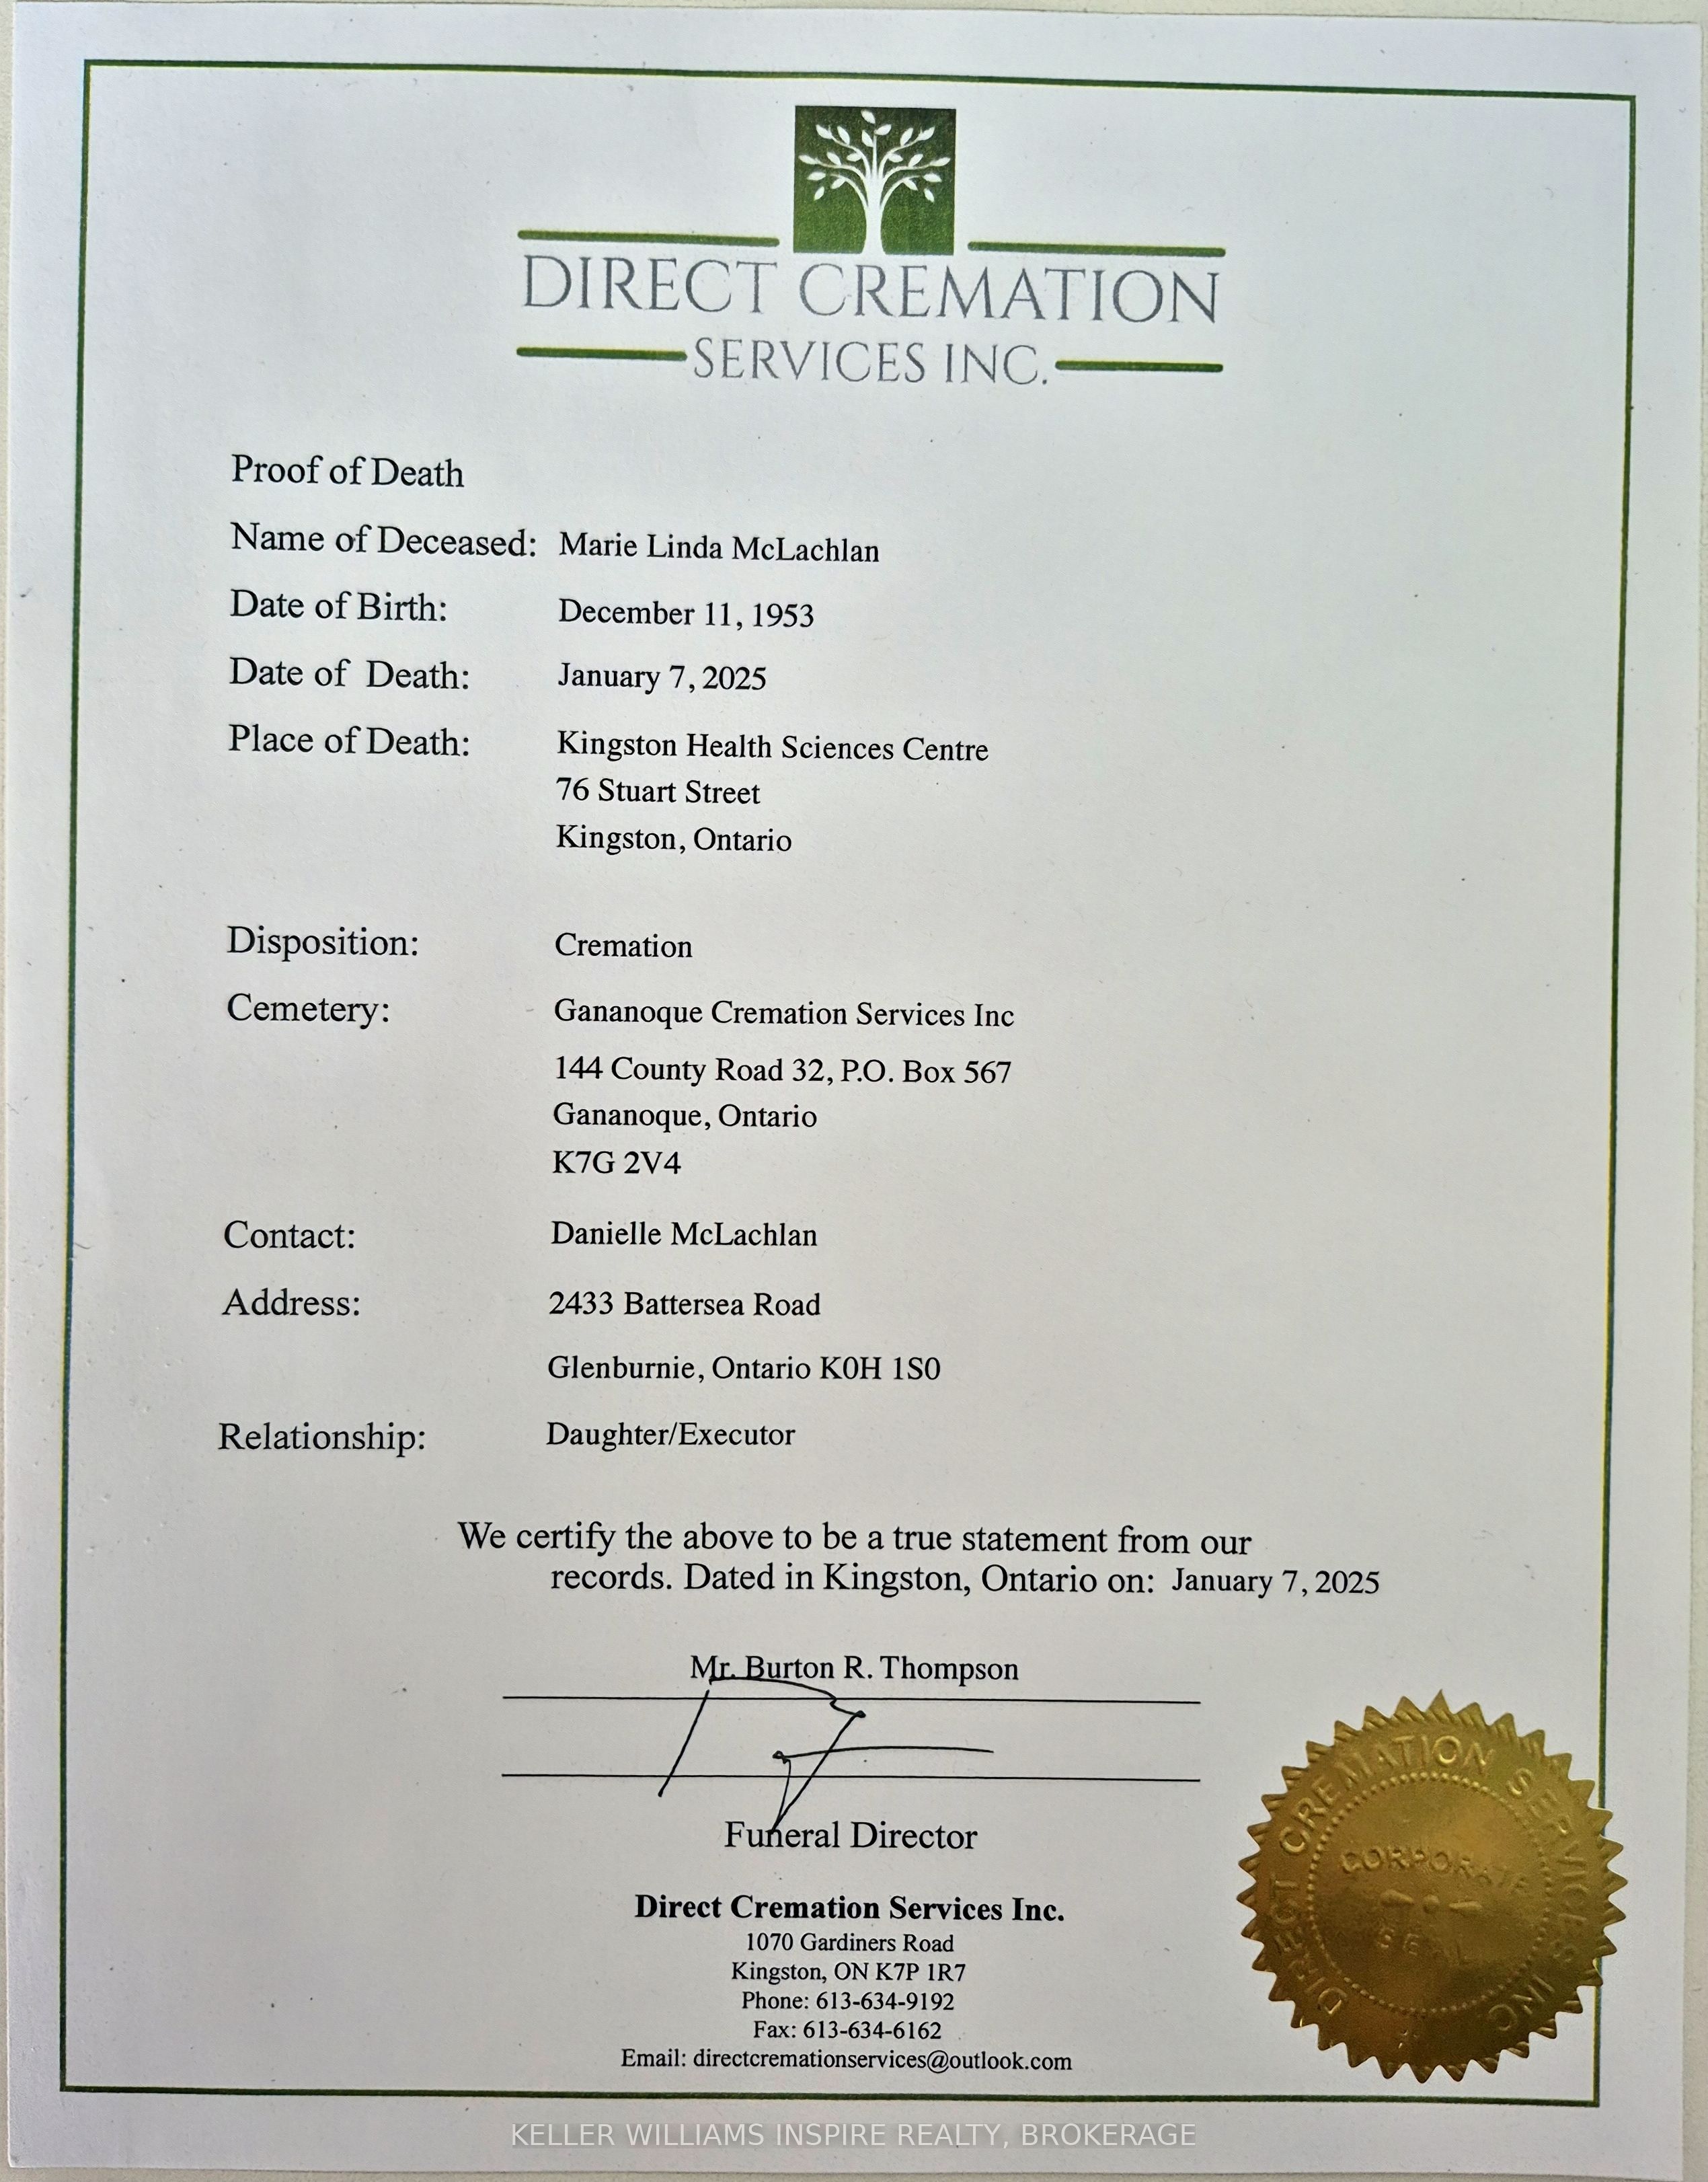 DIRECT CREMATION
SERVICES INC.
Proof of Death
Name of Deceased: Marie Linda McLachlan
Date of Birth: December 11, 1953
Date of Death: January 7, 2025
Place of Death: Kingston Health Sciences Centre
76 Stuart Street
Kingston, Ontario
Disposition: Cremation
Cemetery: Gananoque Cremation Services Inc
144 County Road 32, P.O. Box 567
Gananoque, Ontario
K7G 2V4
Contact: Danielle McLachlan
Address: 2433 Battersea Road
Glenburnie, Ontario K0H 1S0
Relationship: Daughter/Executor
We certify the above to be a true statement from our
records. Dated in Kingston, Ontario on: January 7, 2025
Mr. Burton R. Thompson
Funeral Director
Direct Cremation Services Inc.
1070 Gardiners Road
Kingston, ON K7P 1R7
Phone: 613-634-9192
Fax: 613-634-6162
Email: directcremationservices@outlook.com
DIRECT CREMATION SERVICES INC.
CORPORATE
SEAL
KELLER WILLIAMS INSPIRE REALTY, BROKERAGE